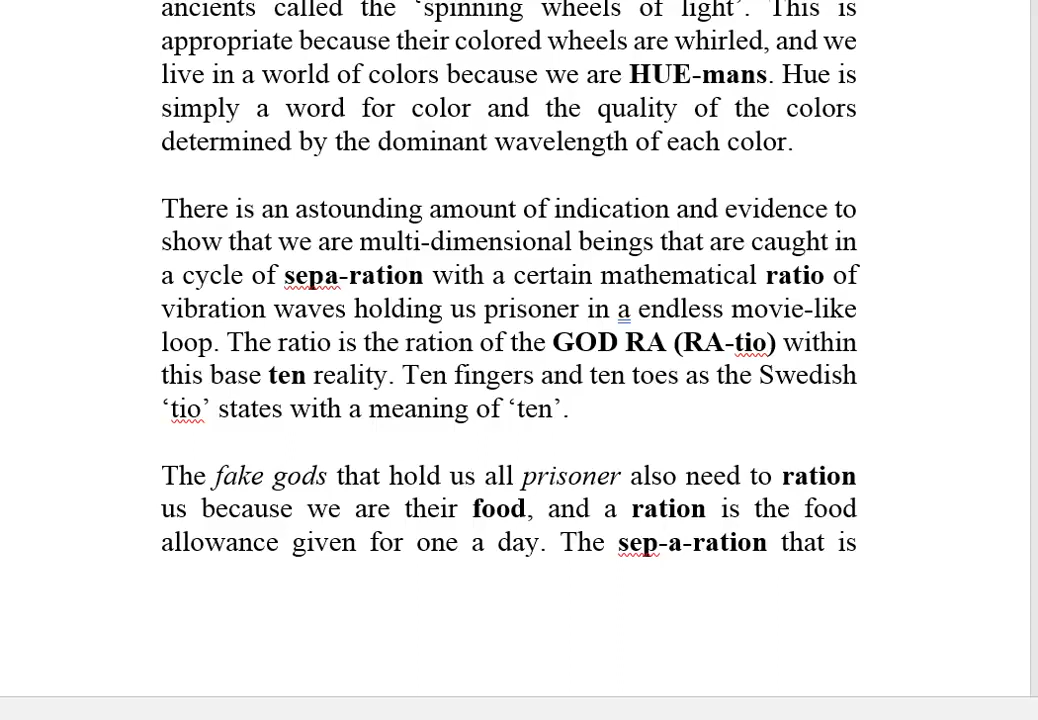 ancients called the ‘spinning wheels of light’. This is
appropriate because their colored wheels are whirled, and we
live in a world of colors because we are HUE-mans. Hue is
simply a word for color and the quality of the colors
determined by the dominant wavelength of each color.
There is an astounding amount of indication and evidence to
show that we are multi-dimensional beings that are caught in
a cycle of sepa-ration with a certain mathematical ratio of
vibration waves holding us prisoner in a endless movie-like
loop. The ratio is the ration of the GOD RA (RA-tio) within
this base ten reality. Ten fingers and ten toes as the Swedish
‘tio’ states with a meaning of ‘ten’.
The fake gods that hold us all prisoner also need to ration
us because we are their food, and a ration is the food
allowance given for one a day. The sep-a-ration that is